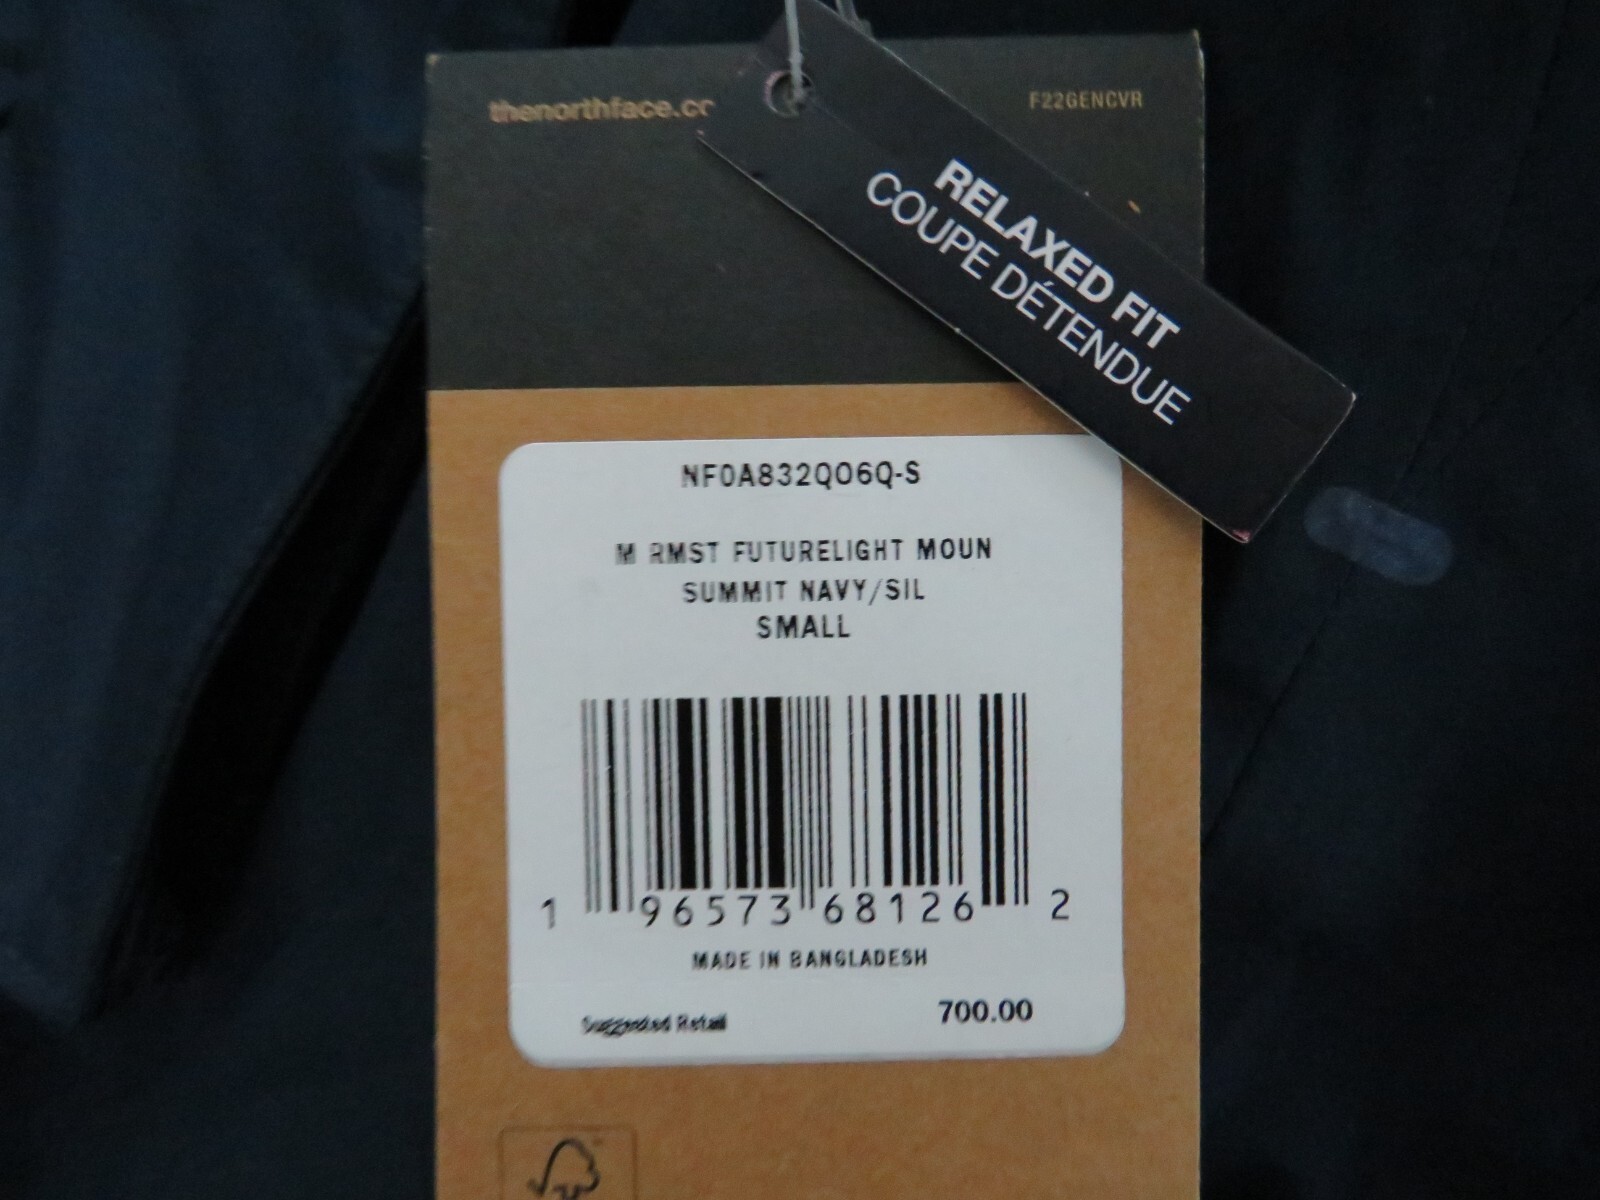 thenorthface.co
F22GENCVR
RELAXED FIT
COUPE DÉTENDUE
NF0A832Q06Q-S
M RMST FUTURELIGHT MOUN
SUMMIT NAVY/SIL
SMALL
1 96573 68126 2
MADE IN BANGLADESH
Suggested Retail 700.00